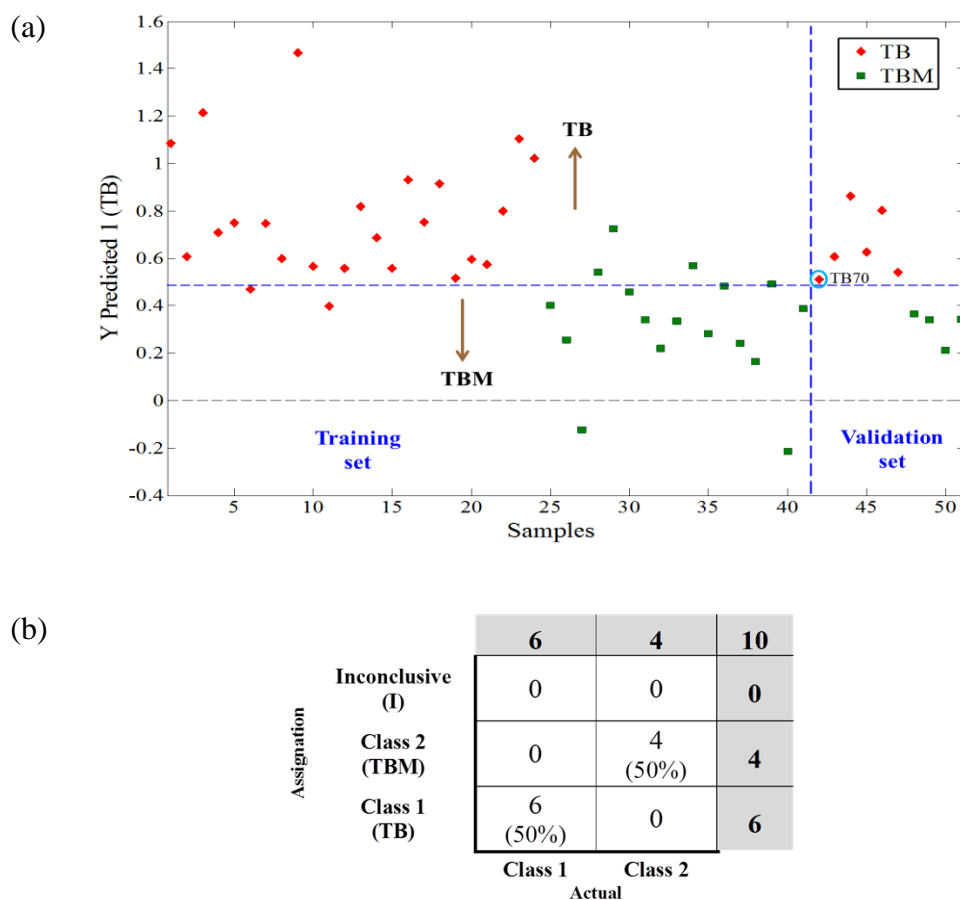 (a)
1.6
1.4
1.2
1
0.8
0.6
0.4
0.2
0
-0.2
-0.4
Y Predicted 1 (TB)
TB
TBM
TB
TBM
TB70
Training
set
Validation
set
5 10 15 20 25 30 35 40 45 50
Samples
(b)
6 4 10
Inconclusive
(I)
0 0 0
Class 2
(TBM)
0 4
(50%)
4
Class 1
(TB)
6
(50%)
0 6
Assignation
Class 1 Class 2
Actual